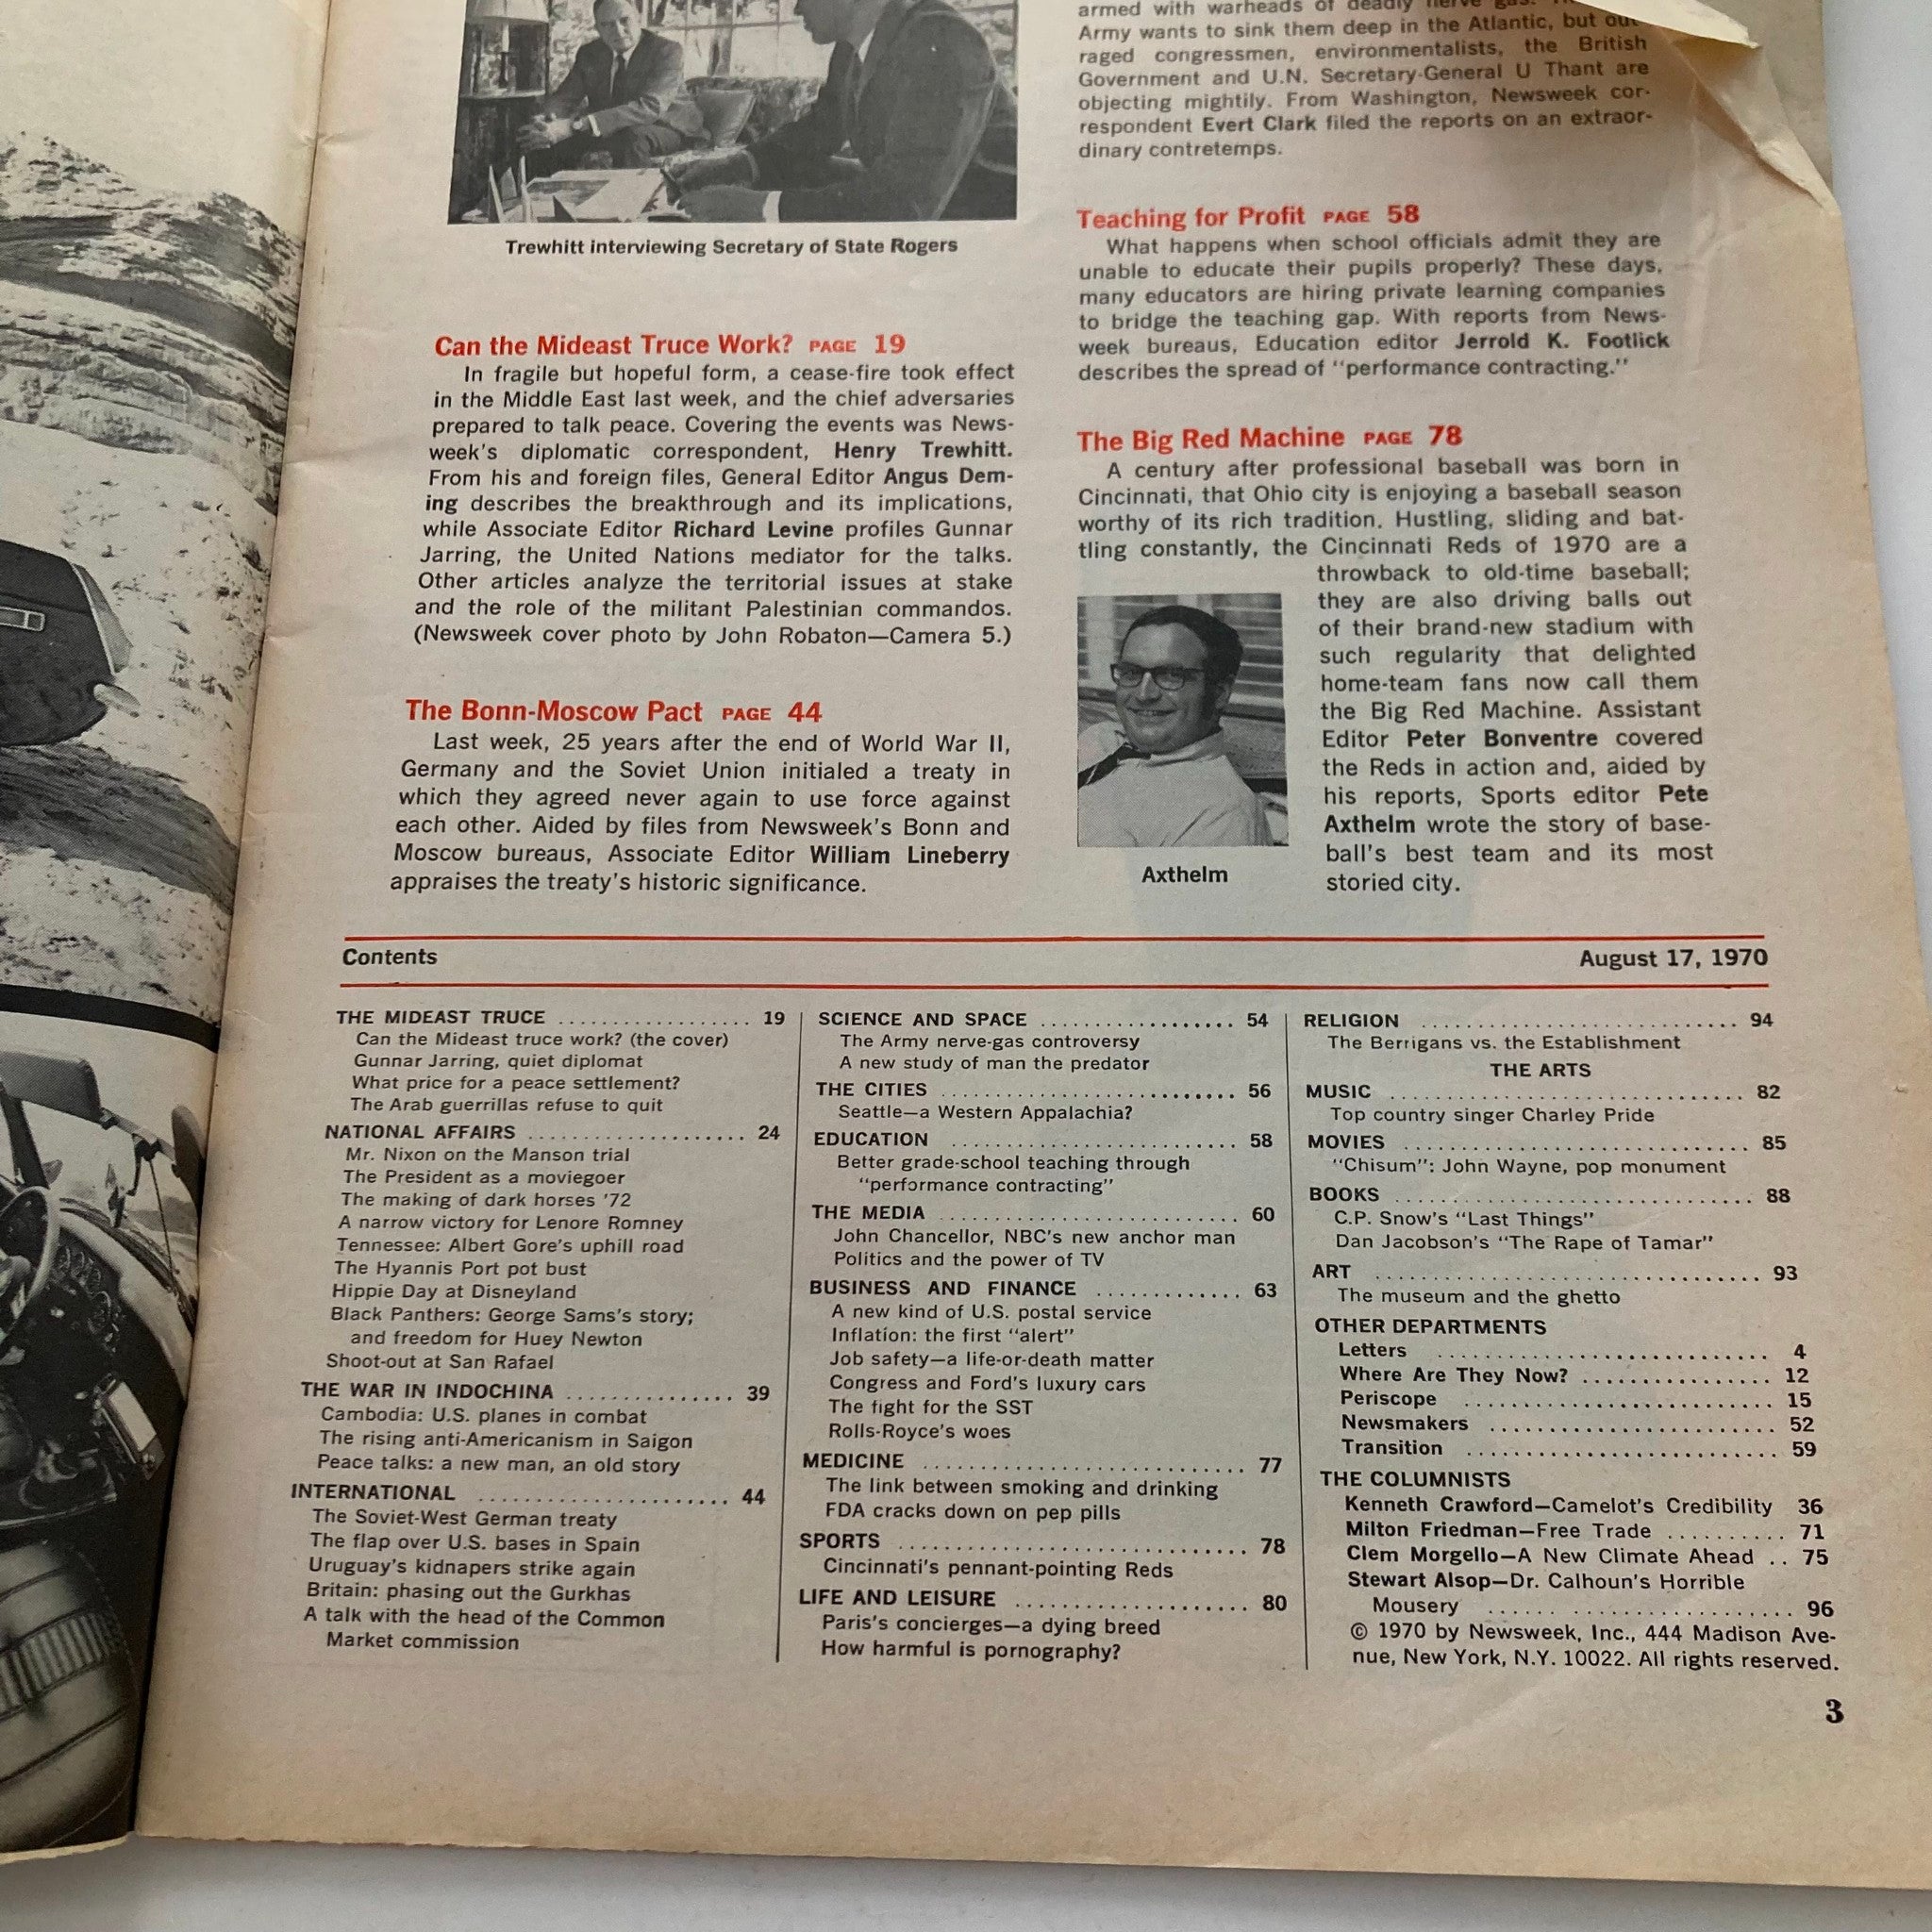 Trewhitt interviewing Secretary of State Rogers
Can the Mideast Truce Work? PAGE 19
In fragile but hopeful form, a cease-fire took effect
in the Middle East last week, and the chief adversaries
prepared to talk peace. Covering the events was News-
week's diplomatic correspondent, Henry Trewhitt.
From his and foreign files, General Editor Angus Dem-
ing describes the breakthrough and its implications,
while Associate Editor Richard Levine profiles Gunnar
Jarring, the United Nations mediator for the talks.
Other articles analyze the territorial issues at stake
and the role of the militant Palestinian commandos.
(Newsweek cover photo by John Robaton—Camera 5.)
The Bonn-Moscow Pact PAGE 44
Last week, 25 years after the end of World War II,
Germany and the Soviet Union initialed a treaty in
which they agreed never again to use force against
each other. Aided by files from Newsweek's Bonn and
Moscow bureaus, Associate Editor William Lineberry
appraises the treaty's historic significance.
armed with warheads of deadly nerve gas.
Army wants to sink them deep in the Atlantic, but out-
raged congressmen, environmentalists, the British
Government and U.N. Secretary-General U Thant are
objecting mightily. From Washington, Newsweek cor-
respondent Evert Clark filed the reports on an extraor-
dinary contretemps.
Teaching for Profit PAGE 58
What happens when school officials admit they are
unable to educate their pupils properly? These days,
many educators are hiring private learning companies
to bridge the teaching gap. With reports from News-
week bureaus, Education editor Jerrold K. Footlick
describes the spread of "performance contracting."
The Big Red Machine PAGE 78
A century after professional baseball was born in
Cincinnati, that Ohio city is enjoying a baseball season
worthy of its rich tradition. Hustling, sliding and bat-
tling constantly, the Cincinnati Reds of 1970 are a
throwback to old-time baseball;
they are also driving balls out
of their brand-new stadium with
such regularity that delighted
home-team fans now call them
the Big Red Machine. Assistant
Editor Peter Bonventre covered
the Reds in action and, aided by
his reports, Sports editor Pete
Axthelm wrote the story of base-
ball's best team and its most
storied city.
Axthelm
Contents August 17, 1970
THE MIDEAST TRUCE .................. 19
Can the Mideast truce work? (the cover)
Gunnar Jarring, quiet diplomat
What price for a peace settlement?
The Arab guerrillas refuse to quit
NATIONAL AFFAIRS .................... 24
Mr. Nixon on the Manson trial
The President as a moviegoer
The making of dark horses '72
A narrow victory for Lenore Romney
Tennessee: Albert Gore's uphill road
The Hyannis Port pot bust
Hippie Day at Disneyland
Black Panthers: George Sams's story;
and freedom for Huey Newton
Shoot-out at San Rafael
THE WAR IN INDOCHINA ............... 39
Cambodia: U.S. planes in combat
The rising anti-Americanism in Saigon
Peace talks: a new man, an old story
INTERNATIONAL ...................... 44
The Soviet-West German treaty
The flap over U.S. bases in Spain
Uruguay's kidnapers strike again
Britain: phasing out the Gurkhas
A talk with the head of the Common
Market commission
SCIENCE AND SPACE .................. 54
The Army nerve-gas controversy
A new study of man the predator
THE CITIES ........................... 56
Seattle—a Western Appalachia?
EDUCATION .......................... 58
Better grade-school teaching through
"performance contracting"
THE MEDIA ........................... 60
John Chancellor, NBC's new anchor man
Politics and the power of TV
BUSINESS AND FINANCE ............. 63
A new kind of U.S. postal service
Inflation: the first "alert"
Job safety—a life-or-death matter
Congress and Ford's luxury cars
The fight for the SST
Rolls-Royce's woes
MEDICINE ............................. 77
The link between smoking and drinking
FDA cracks down on pep pills
SPORTS ............................... 78
Cincinnati's pennant-pointing Reds
LIFE AND LEISURE .................... 80
Paris's concierges—a dying breed
How harmful is pornography?
RELIGION ............................. 94
The Berrigans vs. the Establishment
THE ARTS
MUSIC ................................ 82
Top country singer Charley Pride
MOVIES ............................... 85
"Chisum": John Wayne, pop monument
BOOKS ................................ 88
C.P. Snow's "Last Things"
Dan Jacobson's "The Rape of Tamar"
ART ................................... 93
The museum and the ghetto
OTHER DEPARTMENTS
Letters ............................... 4
Where Are They Now? ................. 12
Periscope ............................ 15
Newsmakers .......................... 52
Transition ............................ 59
THE COLUMNISTS
Kenneth Crawford—Camelot's Credibility 36
Milton Friedman—Free Trade .......... 71
Clem Morgello—A New Climate Ahead .. 75
Stewart Alsop—Dr. Calhoun's Horrible
Mousery ............................ 96
© 1970 by Newsweek, Inc., 444 Madison Ave-
nue, New York, N.Y. 10022. All rights reserved.
3